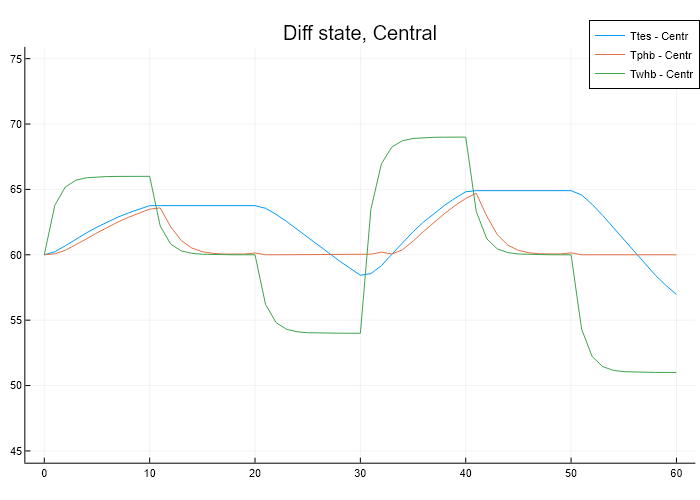 Diff state, Central
Ttes - Centr
Tphb - Centr
Twhb - Centr
75
70
65
60
55
50
45
0 10 20 30 40 50 60